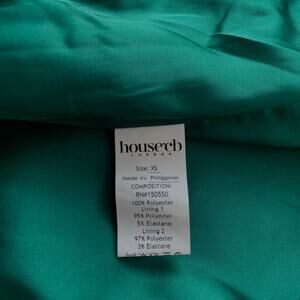 house of cb
LONDON
Size: XS
Made In: Philippines
COMPOSITION:
RN#150550
100% Polyester
Lining 1
95% Polyester
5% Elastane
Lining 2
97% Polyester
3% Elastane